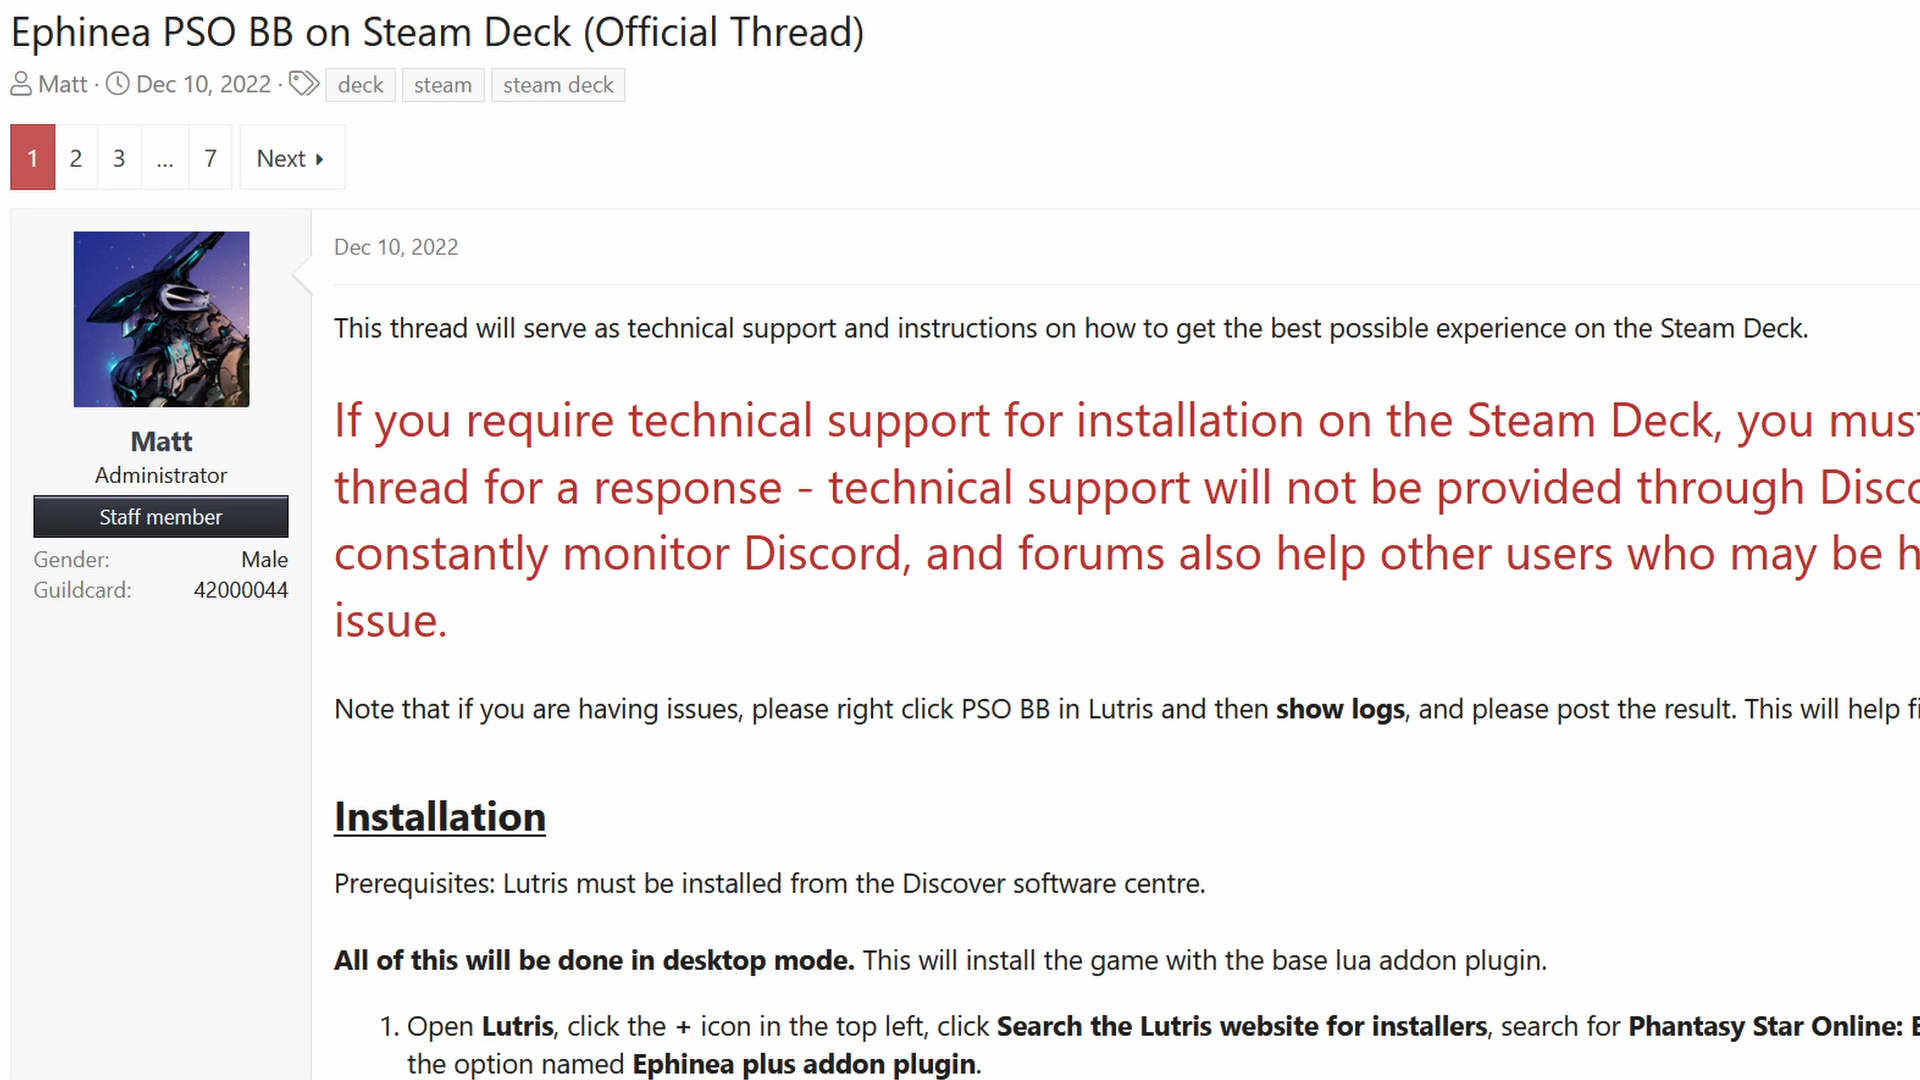 Ephinea PSO BB on Steam Deck (Official Thread)
Matt · Dec 10, 2022 · deck steam steam deck
1 2 3 ... 7 Next
Dec 10, 2022
Matt
Administrator
Staff member
Gender: Male
Guildcard: 42000044
This thread will serve as technical support and instructions on how to get the best possible experience on the Steam Deck.
If you require technical support for installation on the Steam Deck, you
thread for a response - technical support will not be provided through
constantly monitor Discord, and forums also help other users who may be
issue.
Note that if you are having issues, please right click PSO BB in Lutris and then show logs, and please post the result. This will help
Installation
Prerequisites: Lutris must be installed from the Discover software centre.
All of this will be done in desktop mode. This will install the game with the base lua addon plugin.
1. Open Lutris, click the + icon in the top left, click Search the Lutris website for installers, search for Phantasy Star Online:
the option named Ephinea plus addon plugin.